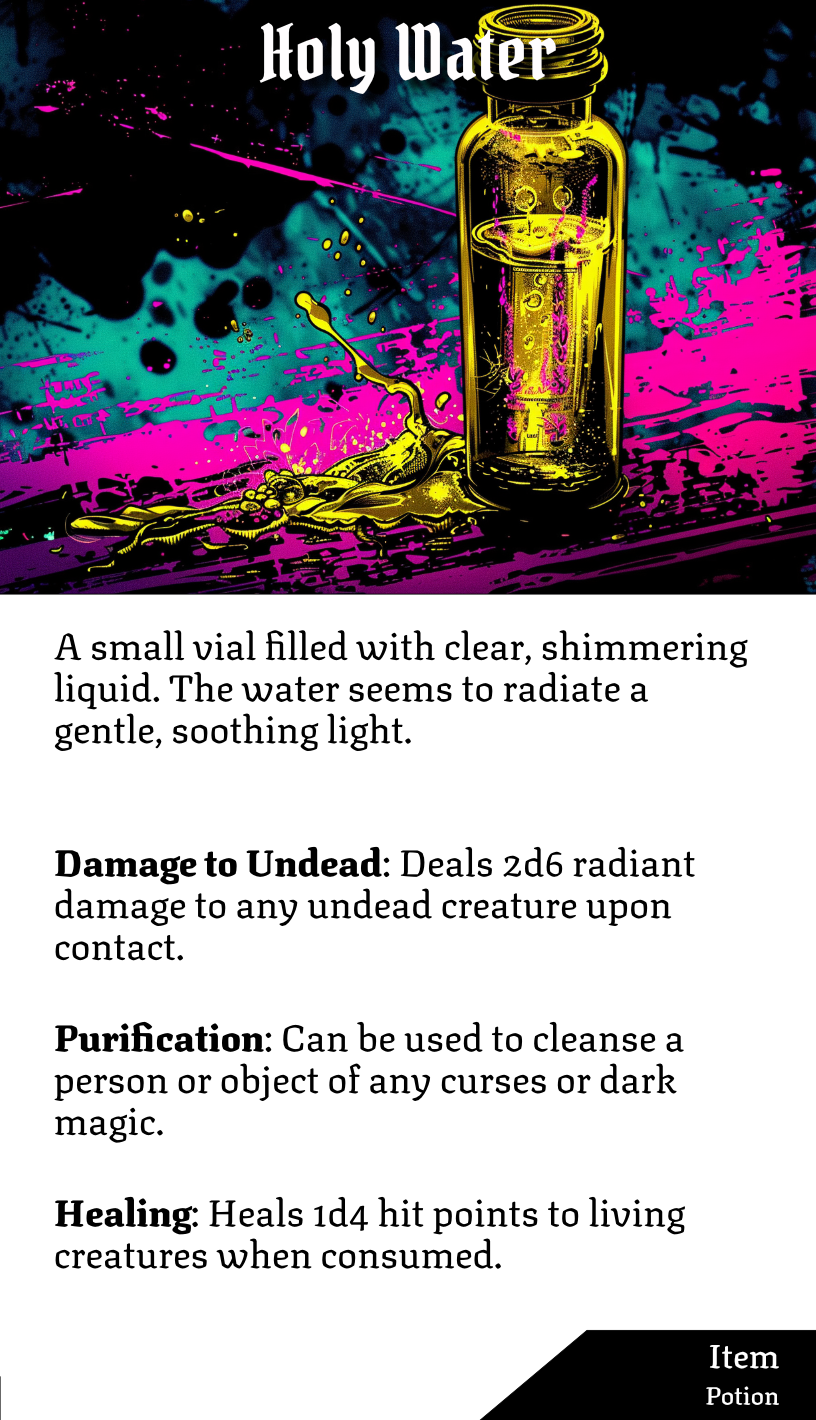 Holy Water
A small vial filled with clear, shimmering
liquid. The water seems to radiate a
gentle, soothing light.
Damage to Undead: Deals 2d6 radiant
damage to any undead creature upon
contact.
Purification: Can be used to cleanse a
person or object of any curses or dark
magic.
Healing: Heals 1d4 hit points to living
creatures when consumed.
Item
Potion